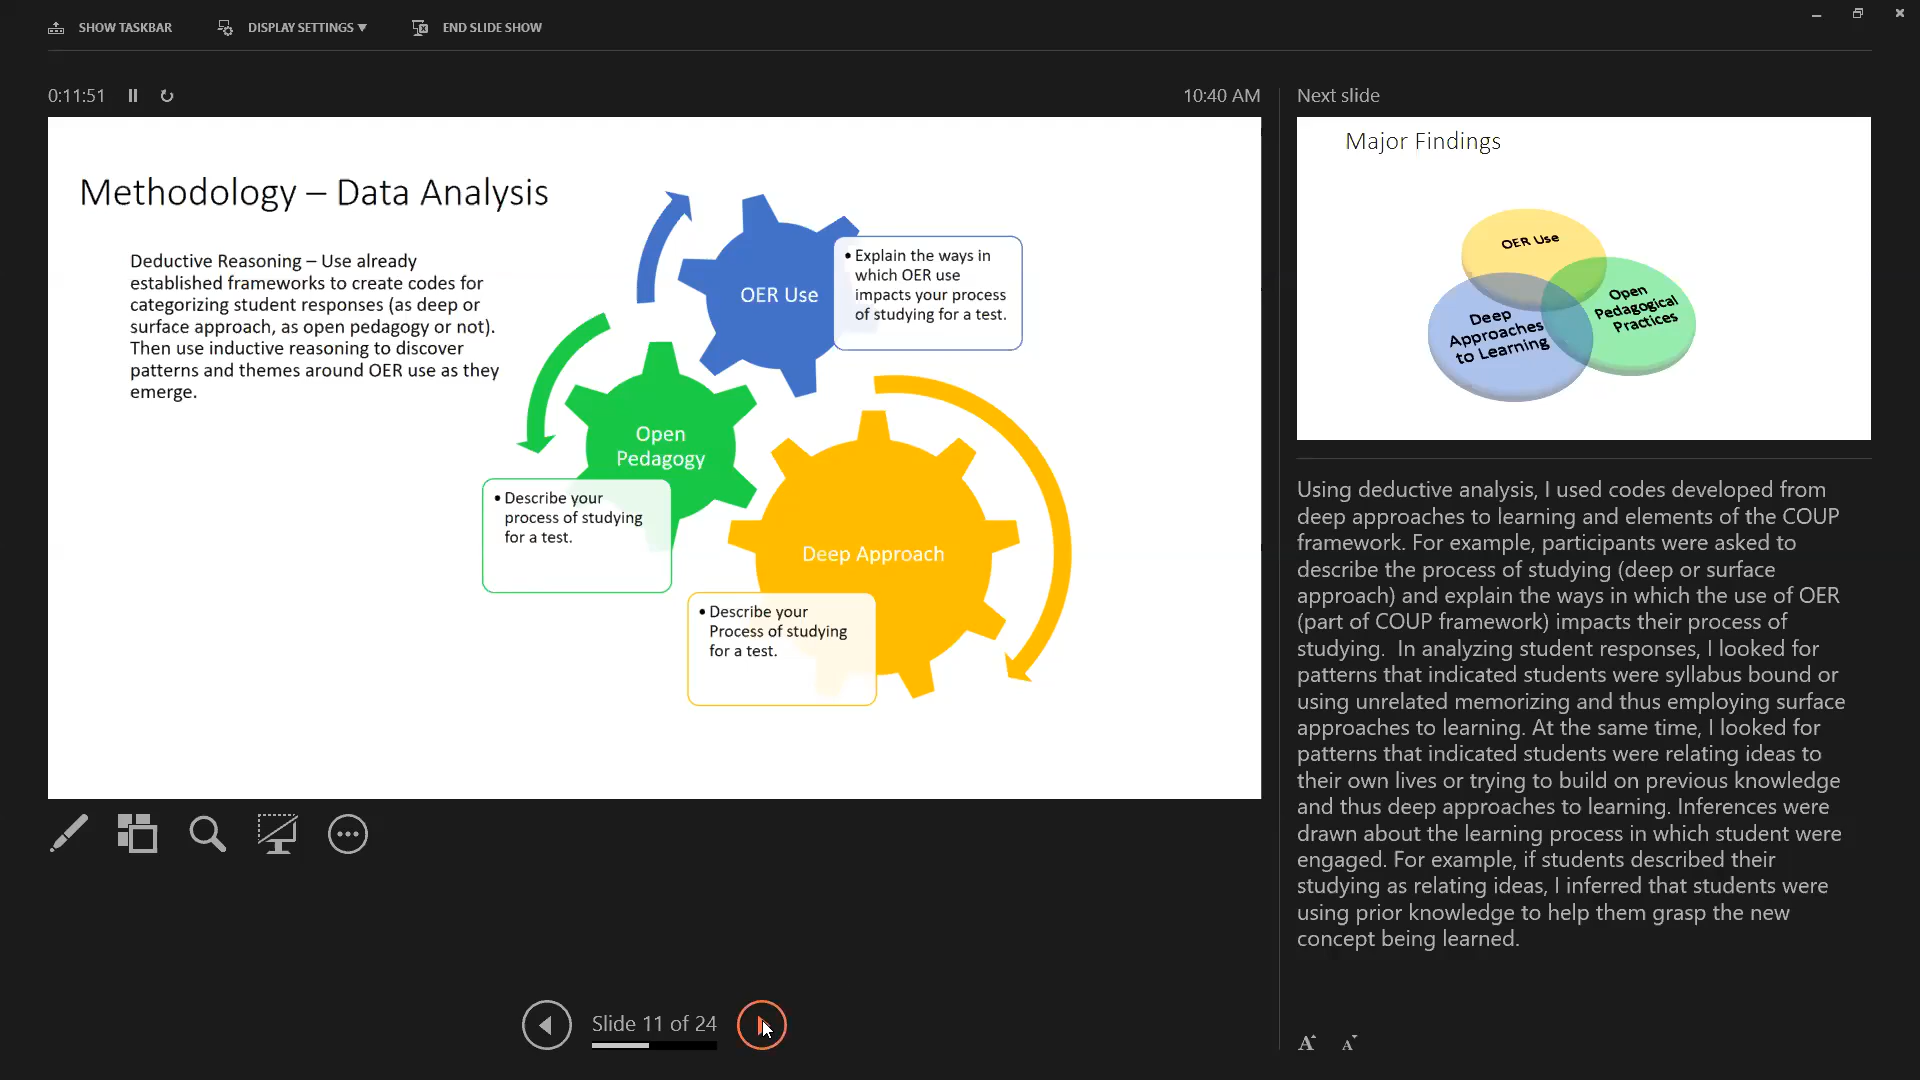 SHOW TASKBAR
DISPLAY SETTINGS
END SLIDE SHOW
0:11:51
10:40 AM
Methodology – Data Analysis
Deductive Reasoning – Use already
established frameworks to create codes for
categorizing student responses (as deep or
surface approach, as open pedagogy or not).
Then use inductive reasoning to discover
patterns and themes around OER use as they
emerge.
OER Use
• Explain the ways in
which OER use
impacts your process
of studying for a test.
Open
Pedagogy
• Describe your
process of studying
for a test.
Deep Approach
• Describe your
Process of studying
for a test.
Slide 11 of 24
Next slide
Major Findings
OER Use
Open
Pedagogical
Practices
Deep
Approaches
to Learning
Using deductive analysis, I used codes developed from
deep approaches to learning and elements of the COUP
framework. For example, participants were asked to
describe the process of studying (deep or surface
approach) and explain the ways in which the use of OER
(part of COUP framework) impacts their process of
studying.  In analyzing student responses, I looked for
patterns that indicated students were syllabus bound or
using unrelated memorizing and thus employing surface
approaches to learning. At the same time, I looked for
patterns that indicated students were relating ideas to
their own lives or trying to build on previous knowledge
and thus deep approaches to learning. Inferences were
drawn about the learning process in which student were
engaged. For example, if students described their
studying as relating ideas, I inferred that students were
using prior knowledge to help them grasp the new
concept being learned.
A A